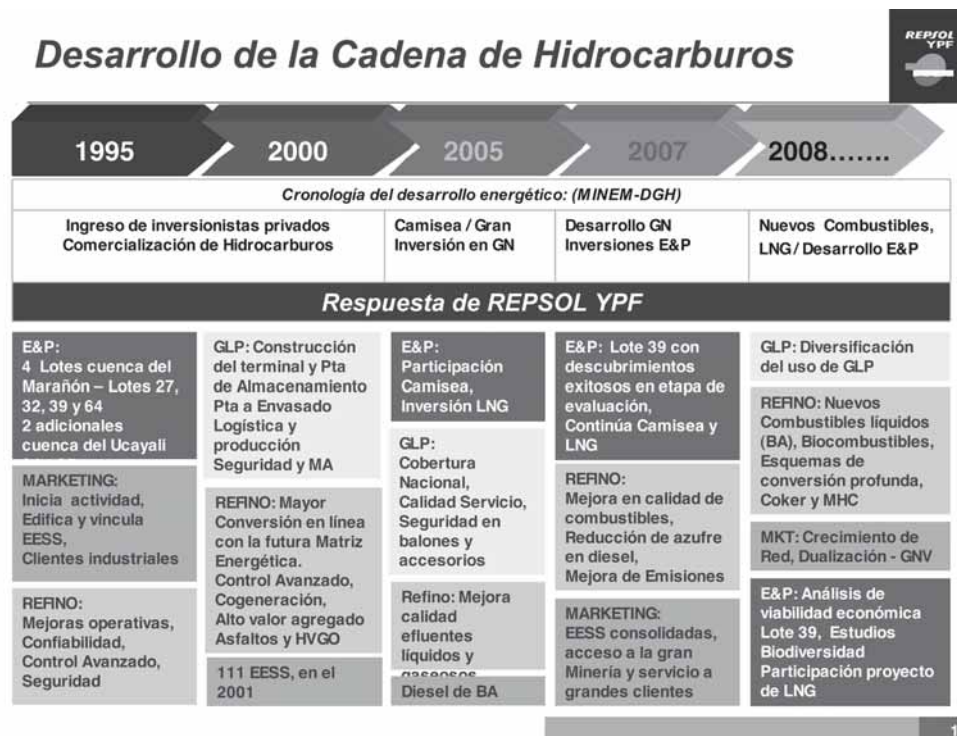 Desarrollo de la Cadena de Hidrocarburos
REPSOL
YPF
1995
2000
2005
2007
2008.......
Cronología del desarrollo energético: (MINEM-DGH)
Ingreso de inversionistas privados
Comercialización de Hidrocarburos
Camisea / Gran
Inversión en GN
Desarrollo GN
Inversiones E&P
Nuevos Combustibles,
LNG / Desarrollo E&P
Respuesta de REPSOL YPF
E&P:
4 Lotes cuenca del
Marañón – Lotes 27,
32, 39 y 64
2 adicionales
cuenca del Ucayali
MARKETING:
Inicia actividad,
Edifica y vincula
EESS,
Clientes industriales
REFINO:
Mejoras operativas,
Confiabilidad,
Control Avanzado,
Seguridad
GLP: Construcción
del terminal y Pta
de Almacenamiento
Pta a Envasado
Logística y
producción
Seguridad y MA
REFINO: Mayor
Conversión en línea
con la futura Matriz
Energética.
Control Avanzado,
Cogeneración,
Alto valor agregado
Asfaltos y HVGO
111 EESS, en el
2001
E&P:
Participación
Camisea,
Inversión LNG
GLP:
Cobertura
Nacional,
Calidad Servicio,
Seguridad en
balones y
accesorios
Refino: Mejora
calidad
efluentes
líquidos y
gaseosos
Diesel de BA
E&P: Lote 39 con
descubrimientos
exitosos en etapa de
evaluación,
Continúa Camisea y
LNG
REFINO:
Mejora en calidad de
combustibles,
Reducción de azufre
en diesel,
Mejora de Emisiones
MARKETING:
EESS consolidadas,
acceso a la gran
Minería y servicio a
grandes clientes
GLP: Diversificación
del uso de GLP
REFINO: Nuevos
Combustibles líquidos
(BA), Biocombustibles,
Esquemas de
conversión profunda,
Coker y MHC
MKT: Crecimiento de
Red, Dualización - GNV
E&P: Análisis de
viabilidad económica
Lote 39, Estudios
Biodiversidad
Participación proyecto
de LNG